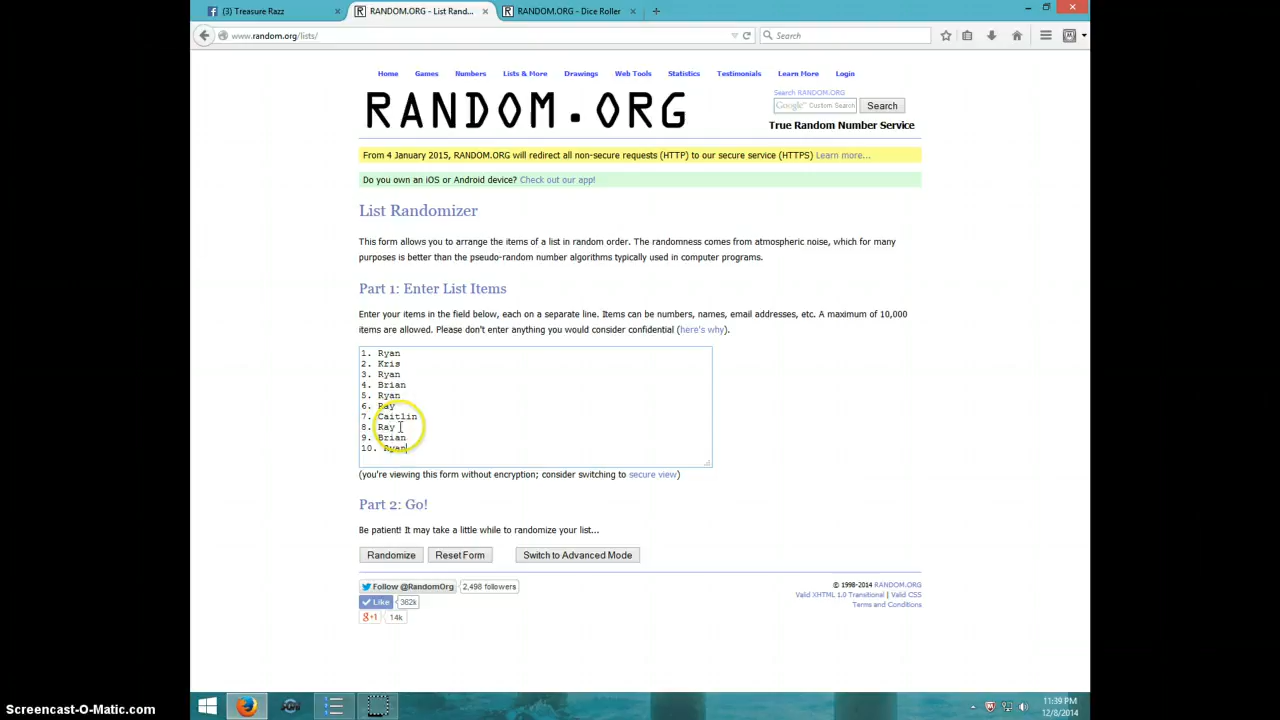 (3) Treasure Razz
RANDOM.ORG - List Rand...
RANDOM.ORG - Dice Roller
www.random.org/lists/
Search
Home Games Numbers Lists & More Drawings Web Tools Statistics Testimonials Learn More Login
RANDOM.ORG
Search RANDOM.ORG
Google™ Custom Search
Search
True Random Number Service
From 4 January 2015, RANDOM.ORG will redirect all non-secure requests (HTTP) to our secure service (HTTPS) Learn more...
Do you own an iOS or Android device? Check out our app!
List Randomizer
This form allows you to arrange the items of a list in random order. The randomness comes from atmospheric noise, which for many
purposes is better than the pseudo-random number algorithms typically used in computer programs.
Part 1: Enter List Items
Enter your items in the field below, each on a separate line. Items can be numbers, names, email addresses, etc. A maximum of 10,000
items are allowed. Please don't enter anything you would consider confidential (here's why).
1. Ryan
2. Kris
3. Ryan
4. Brian
5. Ryan
6. Ray
7. Caitlin
8. Ray
9. Brian
10. Ryan
(you're viewing this form without encryption; consider switching to secure view)
Part 2: Go!
Be patient! It may take a little while to randomize your list...
Randomize Reset Form Switch to Advanced Mode
Follow @RandomOrg 2,498 followers
Like 362k
g+1 14k
© 1998-2014 RANDOM.ORG
Valid XHTML 1.0 Transitional | Valid CSS
Terms and Conditions
11:39 PM
12/8/2014
Screencast-O-Matic.com